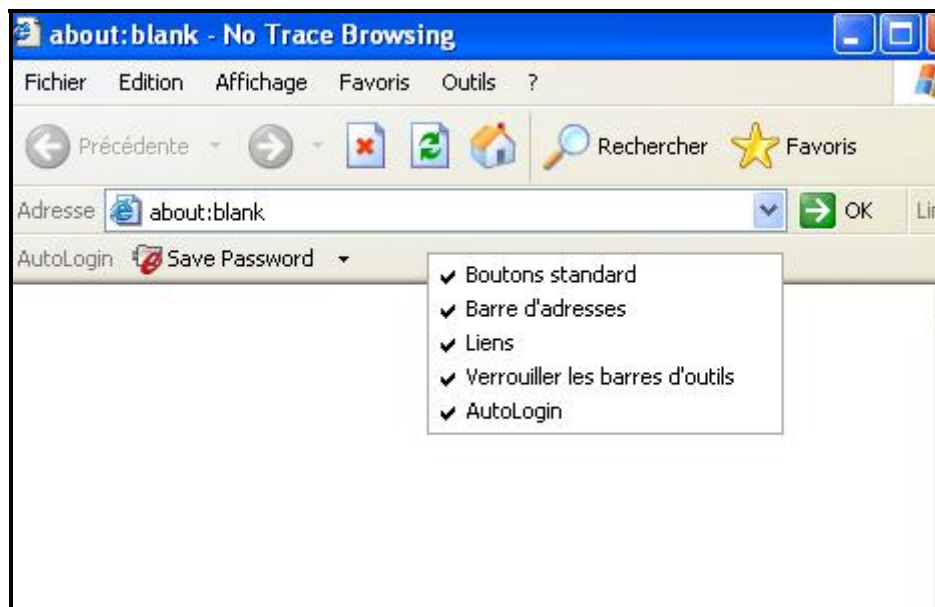 about:blank - No Trace Browsing
Fichier Edition Affichage Favoris Outils ?
Précédente Rechercher Favoris
Adresse about:blank OK
AutoLogin Save Password
Boutons standard
Barre d'adresses
Liens
Verrouiller les barres d'outils
AutoLogin